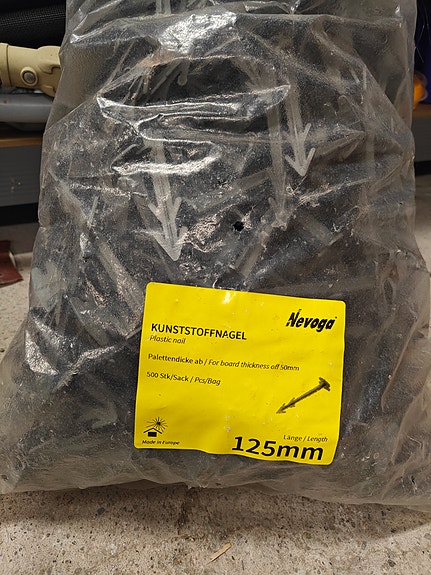 Nevoga
KUNSTSTOFFNAGEL
Plastic nail
Palettendicke ab / For board thickness off 50mm
500 Stk/Sack / Pcs/Bag
Made in Europe
Länge / Length
125mm